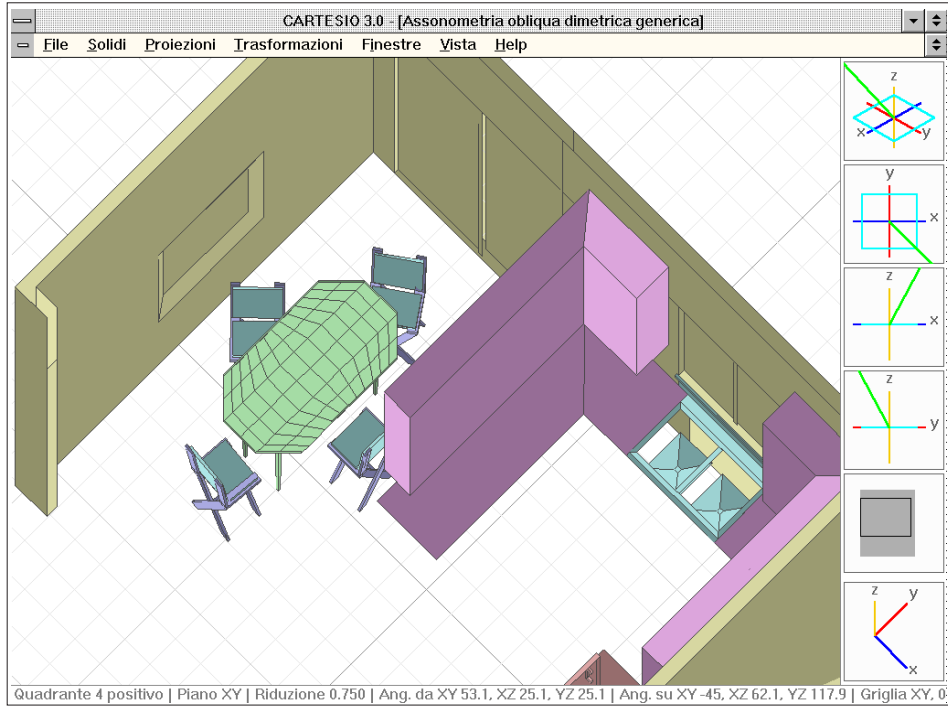 CARTESIO 3.0 - [Assonometria obliqua dimetrica generica]
File Solidi Proiezioni Trasformazioni Finestre Vista Help
z
x y
y
x
z
x
z
y
z y
x
Quadrante 4 positivo | Piano XY | Riduzione 0.750 | Ang. da XY 53.1, XZ 25.1, YZ 25.1 | Ang. su XY -45, XZ 62.1, YZ 117.9 | Griglia XY, 0